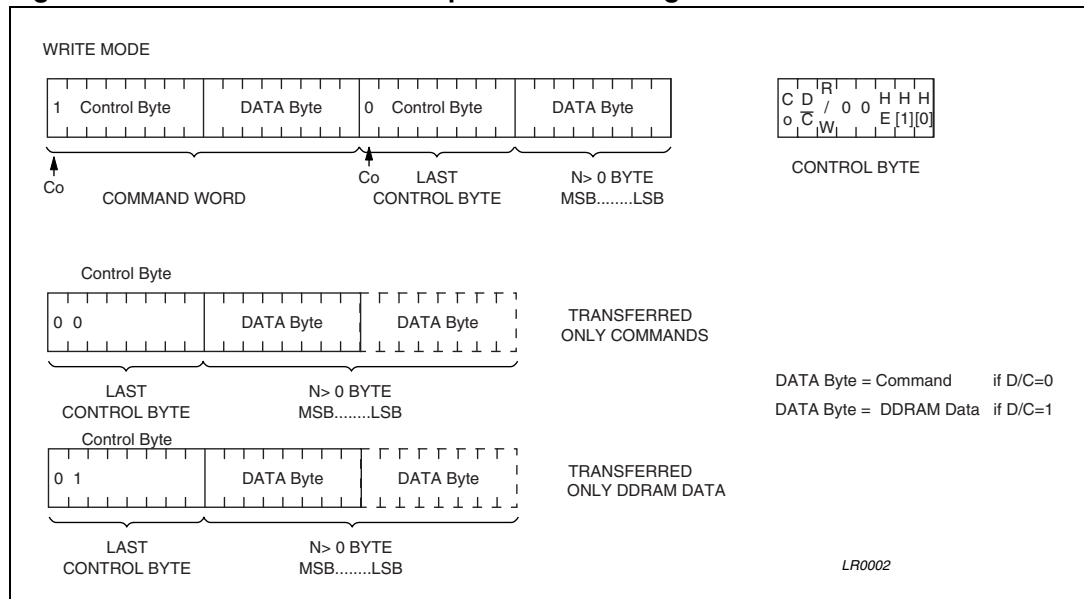 WRITE MODE
1 Control Byte DATA Byte 0 Control Byte DATA Byte
Co
COMMAND WORD
Co
LAST
CONTROL BYTE
N> 0 BYTE
MSB........LSB
Co D/C R/W 0 0 HE H[1] H[0]
CONTROL BYTE
Control Byte
0 0 DATA Byte DATA Byte
TRANSFERRED
ONLY COMMANDS
LAST
CONTROL BYTE
N> 0 BYTE
MSB........LSB
DATA Byte = Command if D/C=0
DATA Byte = DDRAM Data if D/C=1
Control Byte
0 1 DATA Byte DATA Byte
TRANSFERRED
ONLY DDRAM DATA
LAST
CONTROL BYTE
N> 0 BYTE
MSB........LSB
LR0002